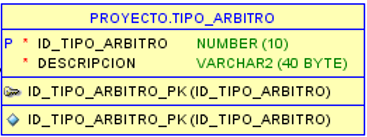 PROYECTO.TIPO_ARBITRO
P * ID_TIPO_ARBITRO NUMBER (10)
* DESCRIPCION VARCHAR2 (40 BYTE)
ID_TIPO_ARBITRO_PK (ID_TIPO_ARBITRO)
ID_TIPO_ARBITRO_PK (ID_TIPO_ARBITRO)